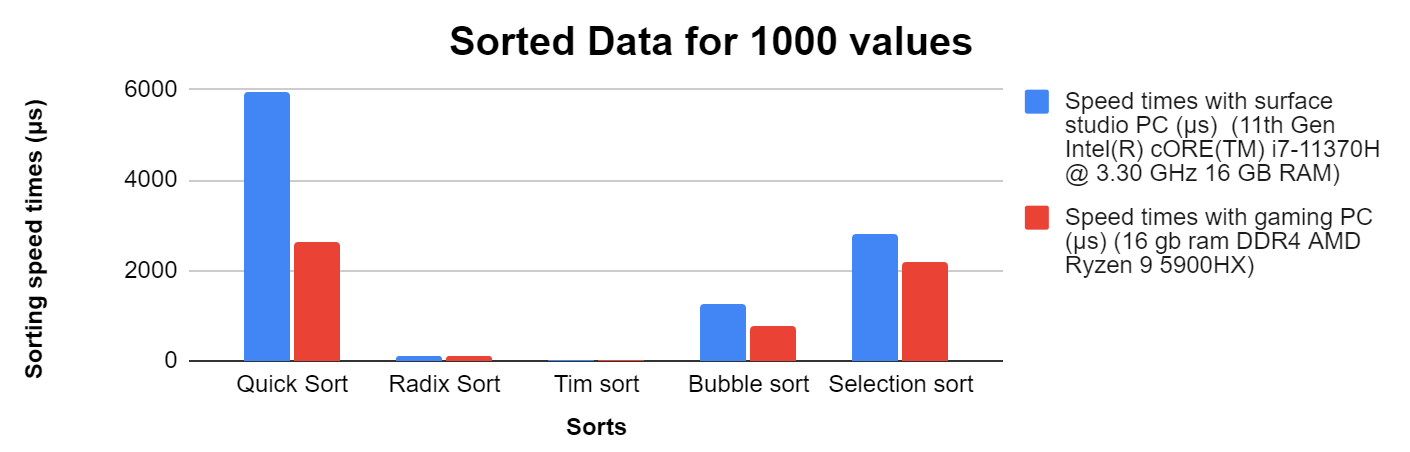 Sorted Data for 1000 values
Sorting speed times (µs)
6000
4000
2000
0
Quick Sort
Radix Sort
Tim sort
Bubble sort
Selection sort
Sorts
Speed times with surface
studio PC (µs)  (11th Gen
Intel(R) cORE(TM) i7-11370H
@ 3.30 GHz 16 GB RAM)
Speed times with gaming PC
(µs) (16 gb ram DDR4 AMD
Ryzen 9 5900HX)